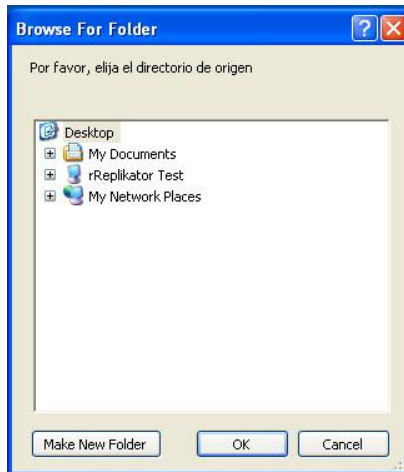 Browse For Folder
Por favor, elija el directorio de origen
Desktop
My Documents
rReplikator Test
My Network Places
Make New Folder
OK
Cancel